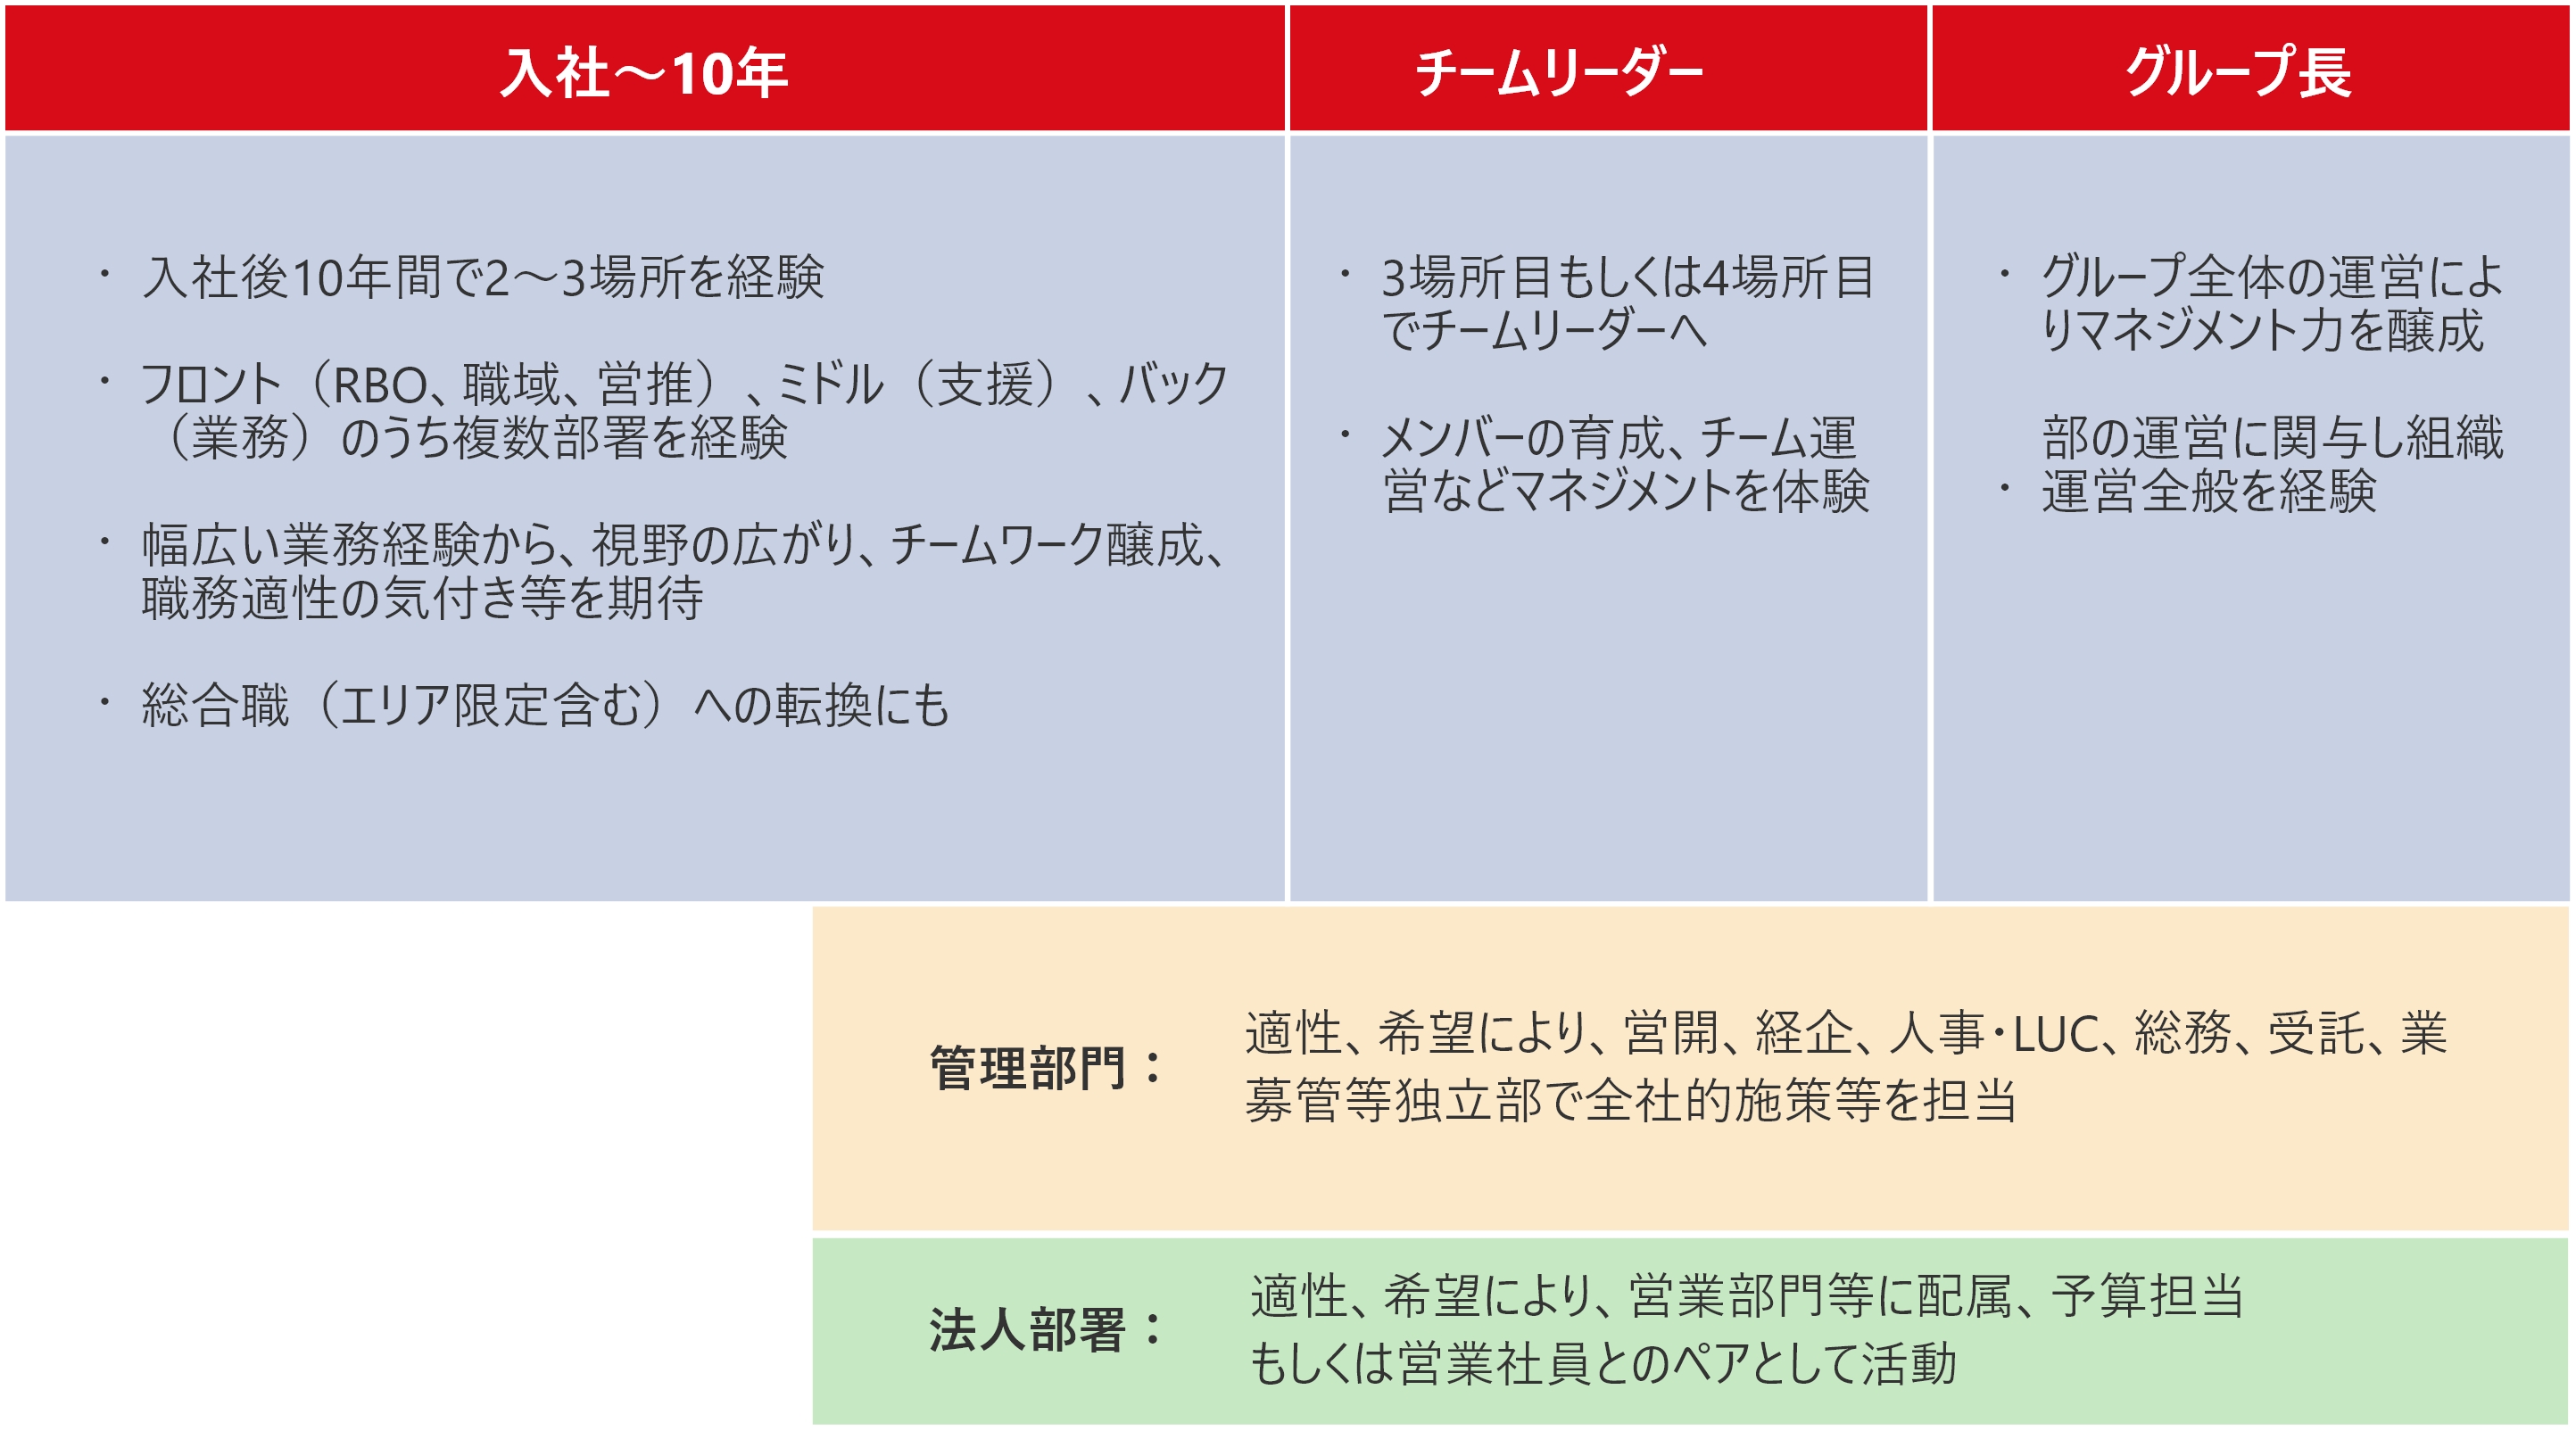 入社～10年
・ 入社後10年間で2～3場所を経験
・ フロント（RBO、職域、営推）、ミドル（支援）、バック
（業務）のうち複数部署を経験
・ 幅広い業務経験から、視野の広がり、チームワーク醸成、
職務適性の気付き等を期待
・ 総合職（エリア限定含む）への転換にも
チームリーダー
・ 3場所目もしくは4場所目
でチームリーダーへ
・ メンバーの育成、チーム運
営などマネジメントを体験
グループ長
・ グループ全体の運営によ
りマネジメント力を醸成
部の運営に関与し組織
・ 運営全般を経験
管理部門：
適性、希望により、営開、経企、人事・LUC、総務、受託、業
募管等独立部で全社的施策等を担当
法人部署：
適性、希望により、営業部門等に配属、予算担当
もしくは営業社員とのペアとして活動